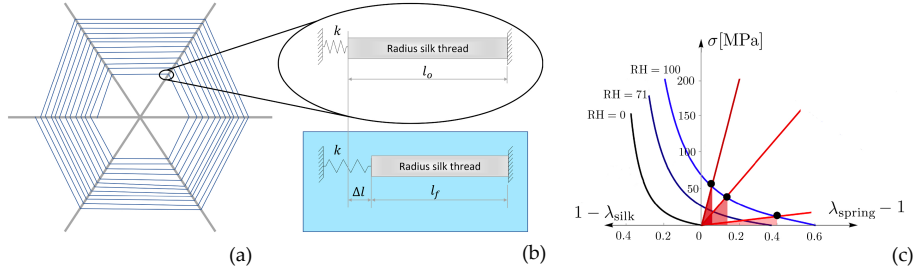 (a)
k
Radius silk thread
l_o
k
Radius silk thread
Δl
l_f
(b)
σ[MPa]
200
150
100
50
RH = 100
RH = 71
RH = 0
1 − λ_silk
λ_spring − 1
0.4
0.2
0
0.2
0.4
0.6
(c)